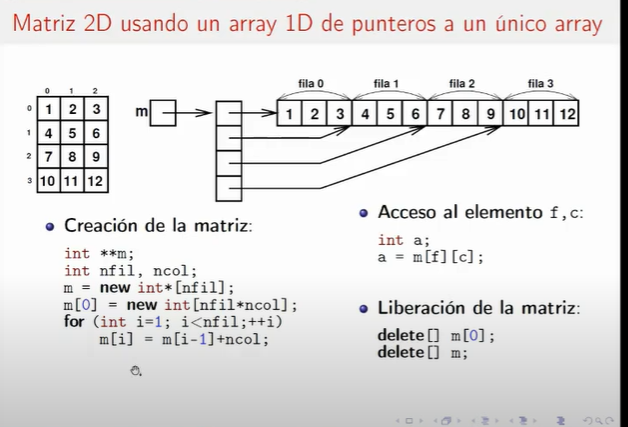 Matriz 2D usando un array 1D de punteros a un único array
0 1 2
0 1 2 3
1 4 5 6
2 7 8 9
3 10 11 12
m
fila 0 fila 1 fila 2 fila 3
1 2 3 4 5 6 7 8 9 10 11 12
Creación de la matriz:
int **m;
int nfil, ncol;
m = new int*[nfil];
m[0] = new int[nfil*ncol];
for (int i=1; i<nfil;++i)
m[i] = m[i-1]+ncol;
Acceso al elemento f,c:
int a;
a = m[f][c];
Liberación de la matriz:
delete[] m[0];
delete[] m;